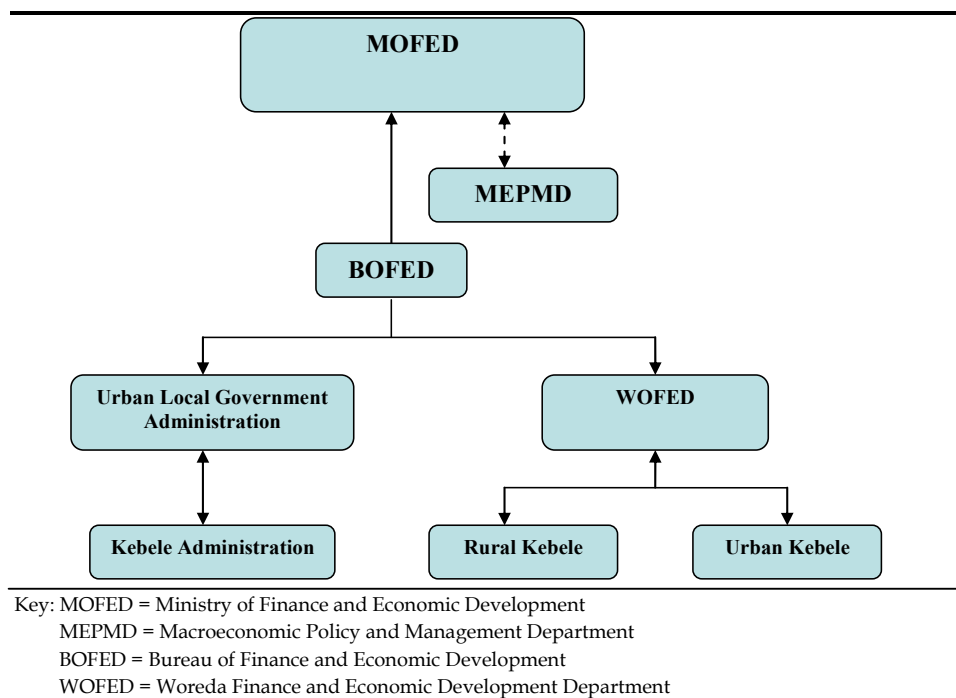 MOFED
MEPMD
BOFED
Urban Local Government
Administration
WOFED
Kebele Administration
Rural Kebele
Urban Kebele
Key: MOFED = Ministry of Finance and Economic Development
MEPMD = Macroeconomic Policy and Management Department
BOFED = Bureau of Finance and Economic Development
WOFED = Woreda Finance and Economic Development Department